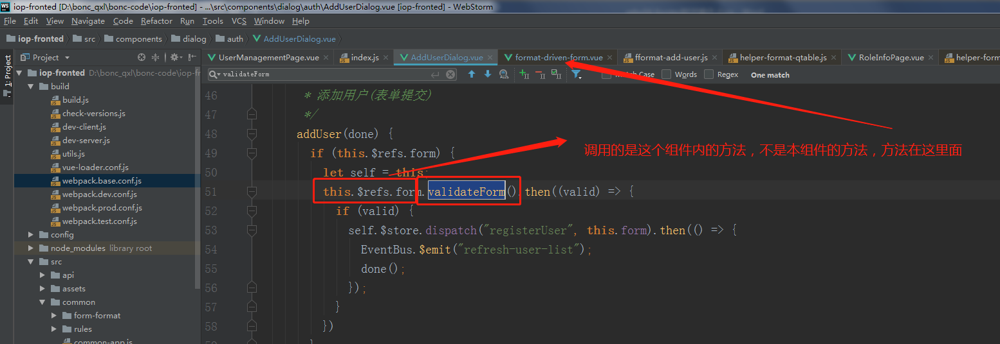 iop-fronted [D:\bonc_qxl\bonc-code\iop-fronted] - ...\src\components\dialog\auth\AddUserDialog.vue [iop-fronted] - WebStorm
File Edit View Navigate Code Refactor Run Tools VCS Window Help
iop-fronted src components dialog auth AddUserDialog.vue
Project
UserManagementPage.vue index.js AddUserDialog.vue format-driven-form.vue fformat-add-user.js helper-format-qtable.js RoleInfoPage.vue helper-form
1: Project
validateForm Match Case Words Regex One match
iop-fronted D:\bonc_qxl\bonc-code\iop-f
build
build.js
check-versions.js
dev-client.js
dev-server.js
utils.js
vue-loader.conf.js
webpack.base.conf.js
webpack.dev.conf.js
webpack.prod.conf.js
webpack.test.conf.js
config
node_modules library root
src
api
assets
common
form-format
rules
common-app.js
46 * 添加用户(表单提交)
47 */
48 addUser(done) {
49 if (this.$refs.form) {
50 let self = this;
51 this.$refs.form.validateForm().then((valid) => {
52 if (valid) {
53 self.$store.dispatch("registerUser", this.form).then(() => {
54 EventBus.$emit("refresh-user-list");
55 done();
56 });
57 }
58 })
调用的是这个组件内的方法，不是本组件的方法，方法在这里面